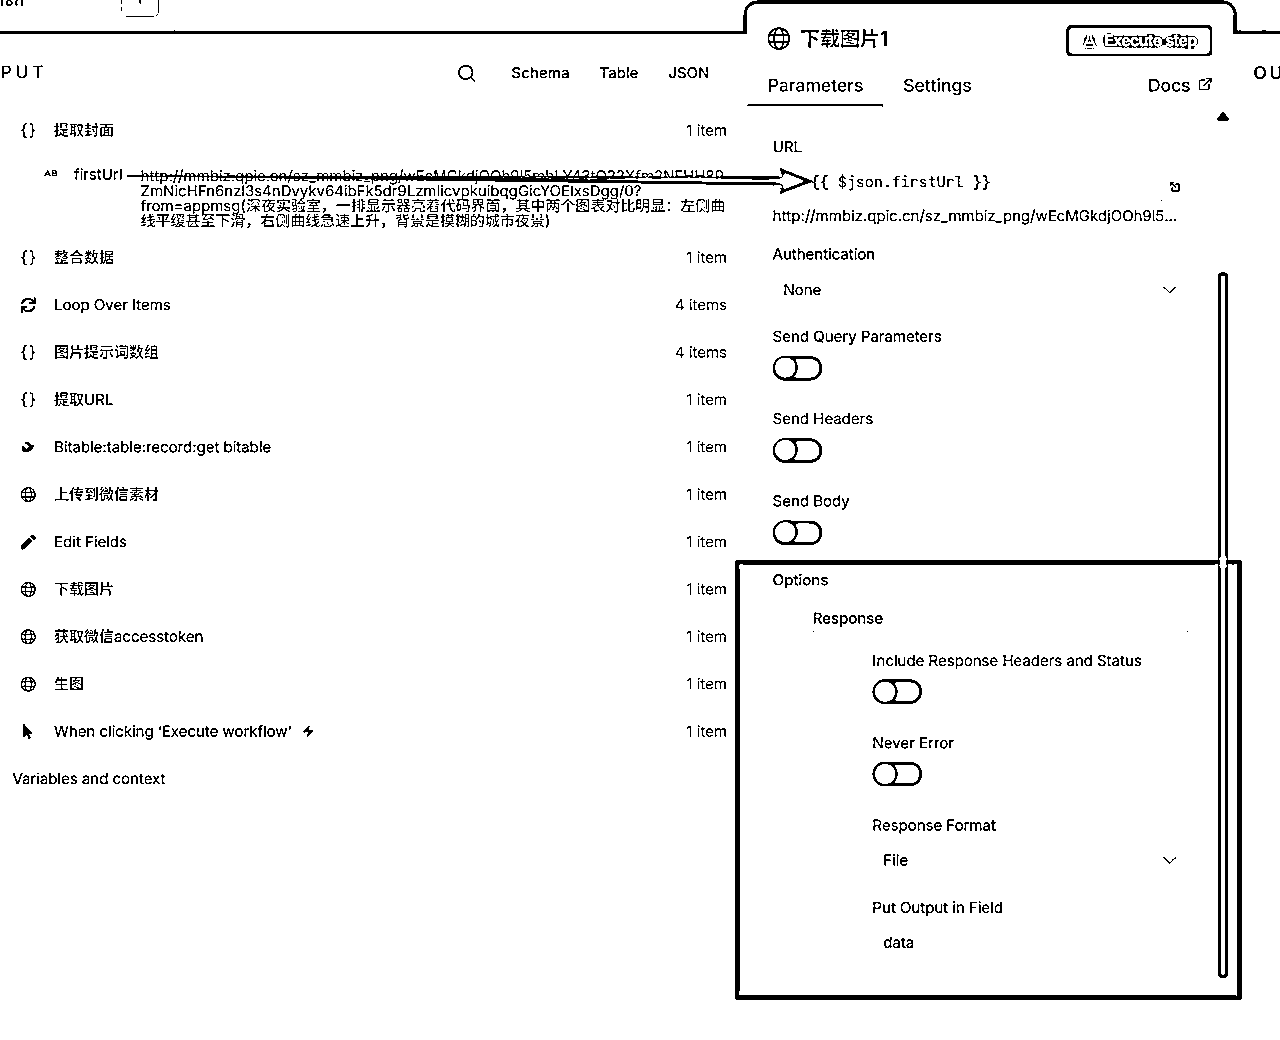 PUT
Schema
Table
JSON
提取封面
1 item
firstUrl
ZmNicHFn6nzl3s4nDvykv64ibFk5dr9LzmlicvpkuibqgGicYOEIxsDgg/0?
from=appmsg(深夜实验室，一排显示器亮着代码界面，其中两个图表对比明显：左侧曲
线平缓甚至下滑，右侧曲线急速上升，背景是模糊的城市夜景)
整合数据
1 item
Loop Over Items
4 items
图片提示词数组
4 items
提取URL
1 item
Bitable:table:record:get bitable
1 item
上传到微信素材
1 item
Edit Fields
1 item
下载图片
1 item
获取微信accesstoken
1 item
生图
1 item
When clicking ‘Execute workflow’
1 item
Variables and context
下载图片1
Execute step
Parameters
Settings
Docs
URL
{{ $json.firstUrl }}
http://mmbiz.qpic.cn/sz_mmbiz_png/wEcMGkdjOOh9l5...
Authentication
None
Send Query Parameters
Send Headers
Send Body
Options
Response
Include Response Headers and Status
Never Error
Response Format
File
Put Output in Field
data
OU